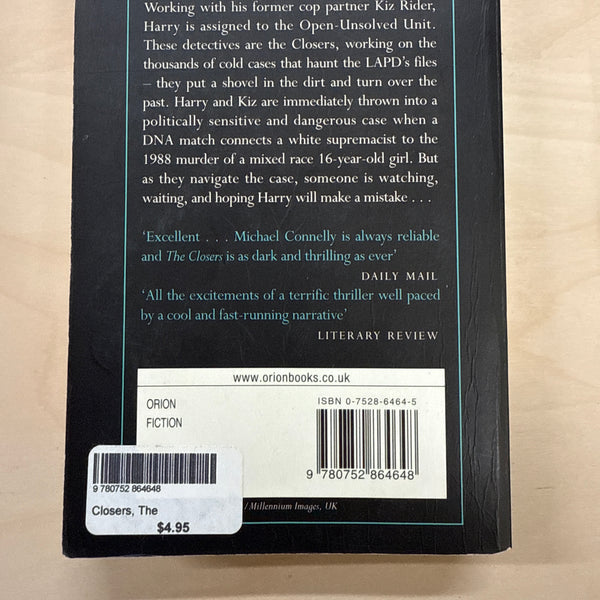 Working with his former cop partner Kiz Rider,
Harry is assigned to the Open-Unsolved Unit.
These detectives are the Closers, working on the
thousands of cold cases that haunt the LAPD's files
– they put a shovel in the dirt and turn over the
past. Harry and Kiz are immediately thrown into a
politically sensitive and dangerous case when a
DNA match connects a white supremacist to the
1988 murder of a mixed race 16-year-old girl. But
as they navigate the case, someone is watching,
waiting, and hoping Harry will make a mistake . . .
'Excellent . . . Michael Connelly is always reliable
and The Closers is as dark and thrilling as ever'
DAILY MAIL
'All the excitements of a terrific thriller well paced
by a cool and fast-running narrative'
LITERARY REVIEW
www.orionbooks.co.uk
ORION
FICTION
ISBN 0-7528-6464-5
9 780752 864648
9 780752 864648
Closers, The
$4.95
/Millennium Images, UK